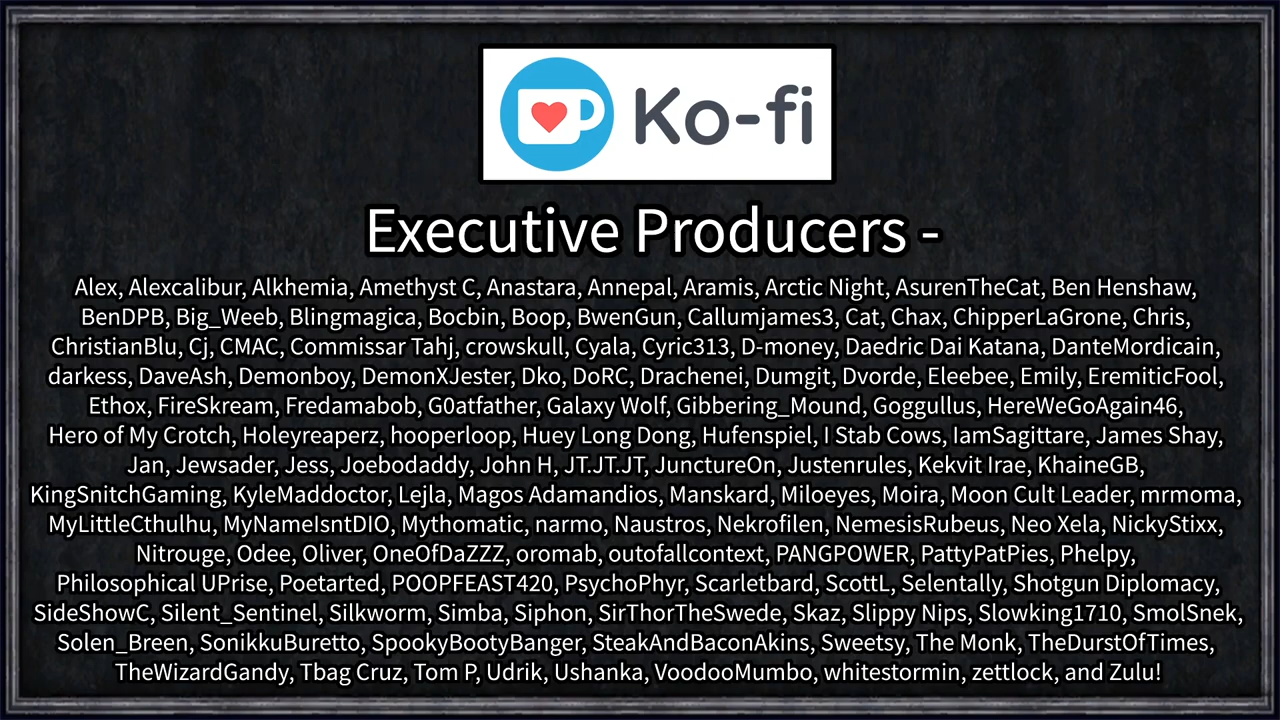 Ko-fi
Executive Producers -
Alex, Alexcalibur, Alkhemia, Amethyst C, Anastara, Annepal, Aramis, Arctic Night, AsurenTheCat, Ben Henshaw,
BenDPB, Big_Weeb, Blingmagica, Bocbin, Boop, BwenGun, Callumjames3, Cat, Chax, ChipperLaGrone, Chris,
ChristianBlu, Cj, CMAC, Commissar Tahj, crowskull, Cyala, Cyric313, D-money, Daedric Dai Katana, DanteMordicain,
darkess, DaveAsh, Demonboy, DemonXJester, Dko, DoRC, Drachenei, Dumgit, Dvorde, Eleebee, Emily, EremiticFool,
Ethox, FireSkream, Fredamabob, G0atfather, Galaxy Wolf, Gibbering_Mound, Goggullus, HereWeGoAgain46,
Hero of My Crotch, Holeyreaperz, hooperloop, Huey Long Dong, Hufenspiel, I Stab Cows, IamSagittare, James Shay,
Jan, Jewsader, Jess, Joebodaddy, John H, JT.JT.JT, JunctureOn, Justenrules, Kekvit Irae, KhaineGB,
KingSnitchGaming, KyleMaddoctor, Lejla, Magos Adamandios, Manskard, Miloeyes, Moira, Moon Cult Leader, mrmoma,
MyLittleCthulhu, MyNameIsntDIO, Mythomatic, narmo, Naustros, Nekrofilen, NemesisRubeus, Neo Xela, NickyStixx,
Nitrouge, Odee, Oliver, OneOfDaZZZ, oromab, outofallcontext, PANGPOWER, PattyPatPies, Phelpy,
Philosophical UPrise, Poetarted, POOPFEAST420, PsychoPhyr, Scarletbard, ScottL, Selentally, Shotgun Diplomacy,
SideShowC, Silent_Sentinel, Silkworm, Simba, Siphon, SirThorTheSwede, Skaz, Slippy Nips, Slowking1710, SmolSnek,
Solen_Breen, SonikkuBuretto, SpookyBootyBanger, SteakAndBaconAkins, Sweetsy, The Monk, TheDurstOfTimes,
TheWizardGandy, Tbag Cruz, Tom P, Udrik, Ushanka, VoodooMumbo, whitestormin, zettlock, and Zulu!